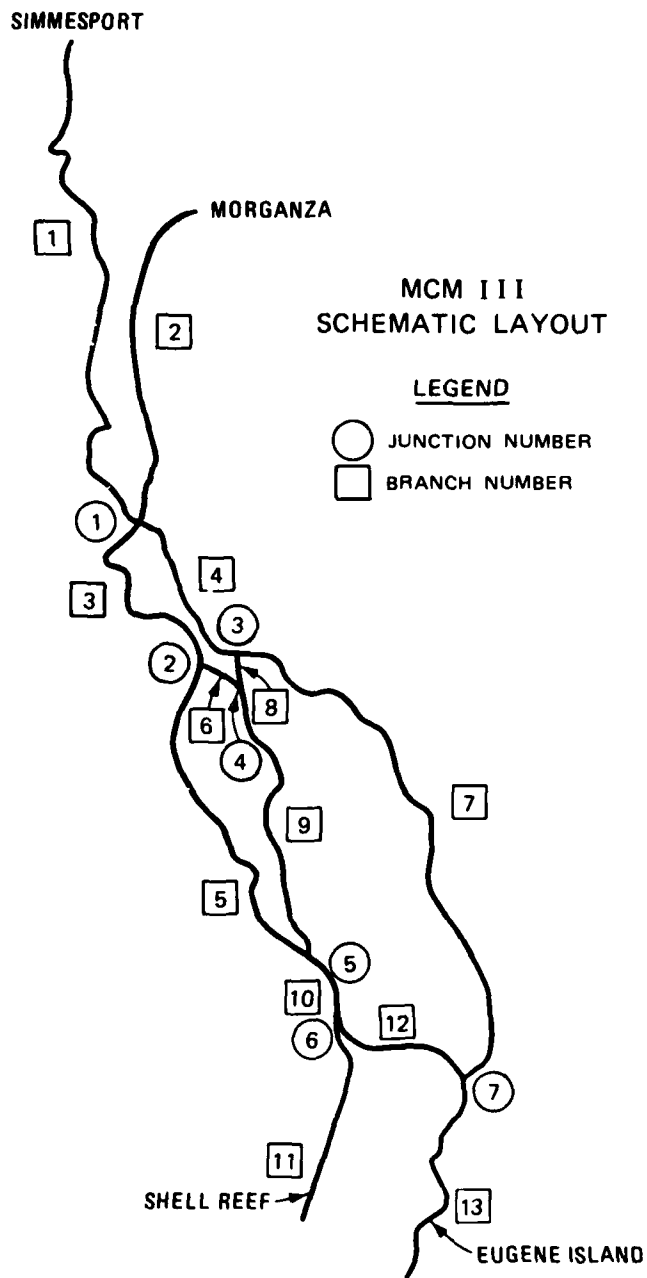 SIMMESPORT
MORGANZA
1
MCM III
SCHEMATIC LAYOUT
2
LEGEND
JUNCTION NUMBER
BRANCH NUMBER
1
4
3
3
2
8
6
4
7
9
5
5
10
12
6
7
11
SHELL REEF
13
EUGENE ISLAND